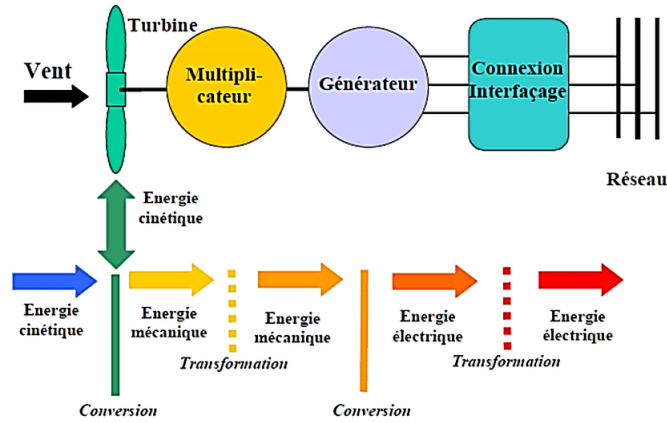 Turbine
Vent
Multipli-
cateur
Générateur
Connexion
Interfaçage
Réseau
Energie
cinétique
Energie
cinétique
Energie
mécanique
Energie
mécanique
Energie
électrique
Energie
électrique
Transformation
Transformation
Conversion
Conversion